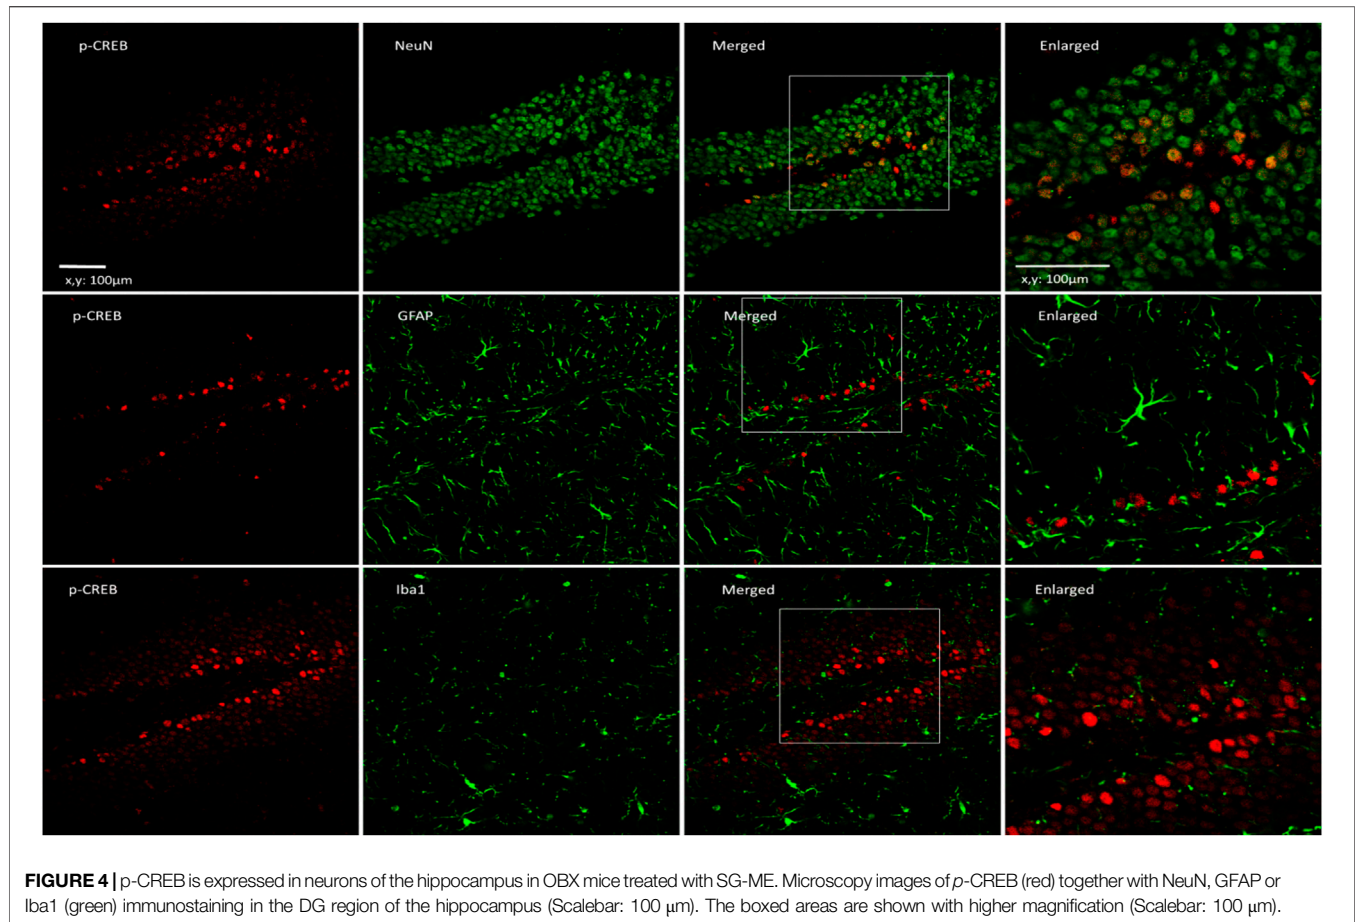 p-CREB NeuN Merged Enlarged
x,y: 100μm x,y: 100μm
p-CREB GFAP Merged Enlarged
p-CREB Iba1 Merged Enlarged
FIGURE 4 | p-CREB is expressed in neurons of the hippocampus in OBX mice treated with SG-ME. Microscopy images of p-CREB (red) together with NeuN, GFAP or
Iba1 (green) immunostaining in the DG region of the hippocampus (Scalebar: 100 μm). The boxed areas are shown with higher magnification (Scalebar: 100 μm).